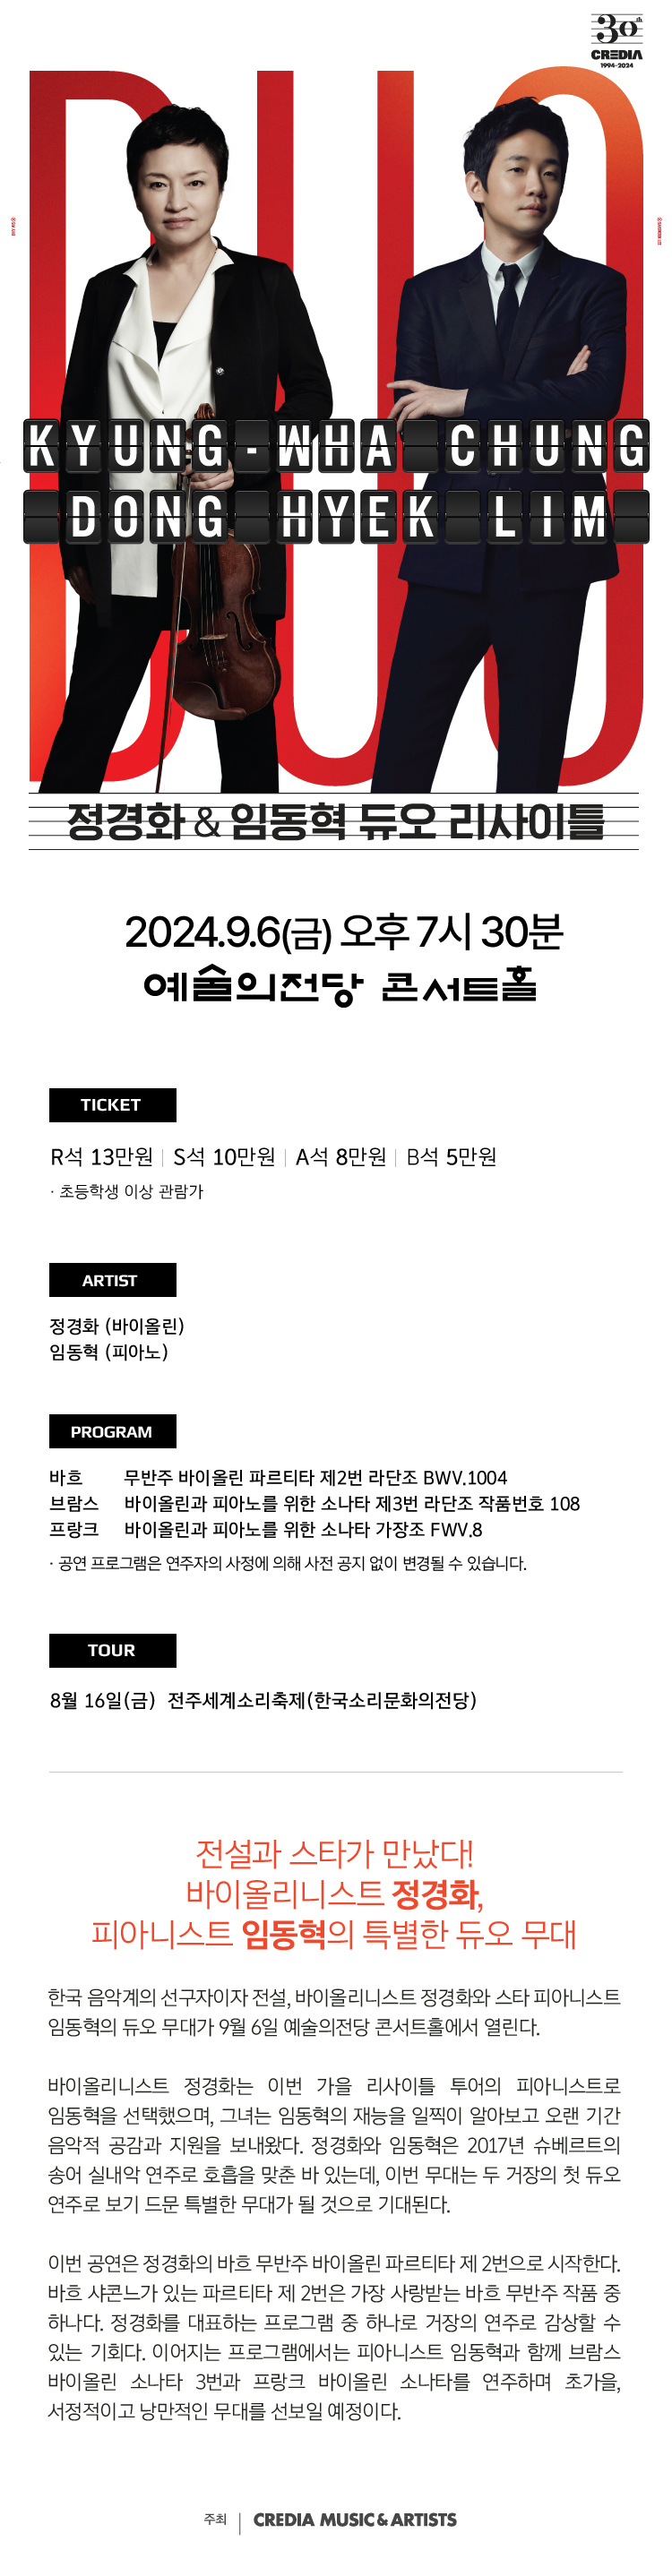 30th
CREDIA
1994-2024
DUO
KYUNG-WHA CHUNG
DONG HYEK LIM
정경화 & 임동혁 듀오 리사이틀
2024.9.6(금) 오후 7시 30분
예술의전당 콘서트홀
TICKET
R석 13만원 | S석 10만원 | A석 8만원 | B석 5만원
· 초등학생 이상 관람가
ARTIST
정경화 (바이올린)
임동혁 (피아노)
PROGRAM
바흐 무반주 바이올린 파르티타 제2번 라단조 BWV.1004
브람스 바이올린과 피아노를 위한 소나타 제3번 라단조 작품번호 108
프랑크 바이올린과 피아노를 위한 소나타 가장조 FWV.8
· 공연 프로그램은 연주자의 사정에 의해 사전 공지 없이 변경될 수 있습니다.
TOUR
8월 16일(금) 전주세계소리축제(한국소리문화의전당)
전설과 스타가 만났다!
바이올리니스트 정경화,
피아니스트 임동혁의 특별한 듀오 무대
한국 음악계의 선구자이자 전설, 바이올리니스트 정경화와 스타 피아니스트
임동혁의 듀오 무대가 9월 6일 예술의전당 콘서트홀에서 열린다.
바이올리니스트 정경화는 이번 가을 리사이틀 투어의 피아니스트로
임동혁을 선택했으며, 그녀는 임동혁의 재능을 일찍이 알아보고 오랜 기간
음악적 공감과 지원을 보내왔다. 정경화와 임동혁은 2017년 슈베르트의
송어 실내악 연주로 호흡을 맞춘 바 있는데, 이번 무대는 두 거장의 첫 듀오
연주로 보기 드문 특별한 무대가 될 것으로 기대된다.
이번 공연은 정경화의 바흐 무반주 바이올린 파르티타 제 2번으로 시작한다.
바흐 샤콘느가 있는 파르티타 제 2번은 가장 사랑받는 바흐 무반주 작품 중
하나다. 정경화를 대표하는 프로그램 중 하나로 거장의 연주로 감상할 수
있는 기회다. 이어지는 프로그램에서는 피아니스트 임동혁과 함께 브람스
바이올린 소나타 3번과 프랑크 바이올린 소나타를 연주하며 초가을,
서정적이고 낭만적인 무대를 선보일 예정이다.
주최 | CREDIA MUSIC & ARTISTS